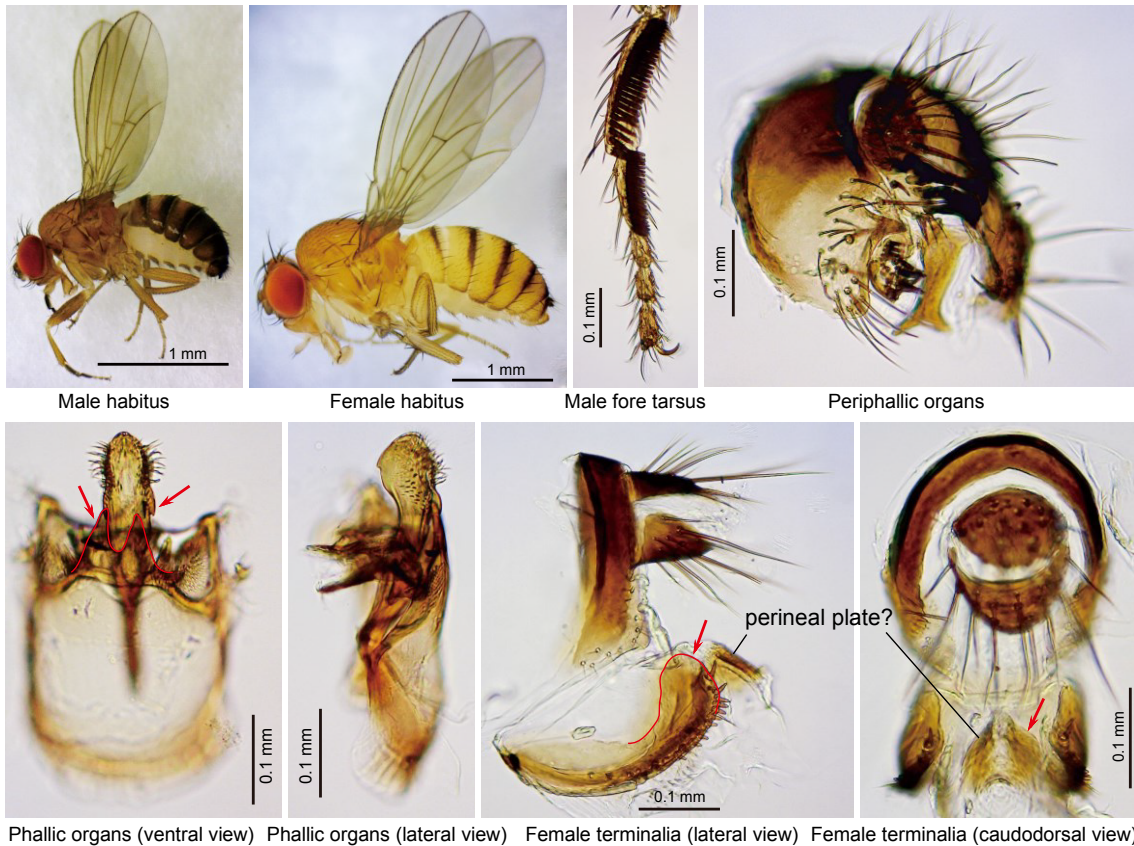 1 mm
1 mm
0.1 mm
0.1 mm
Male habitus
Female habitus
Male fore tarsus
Periphallic organs
perineal plate?
0.1 mm
0.1 mm
0.1 mm
0.1 mm
Phallic organs (ventral view)
Phallic organs (lateral view)
Female terminalia (lateral view)
Female terminalia (caudodorsal view)